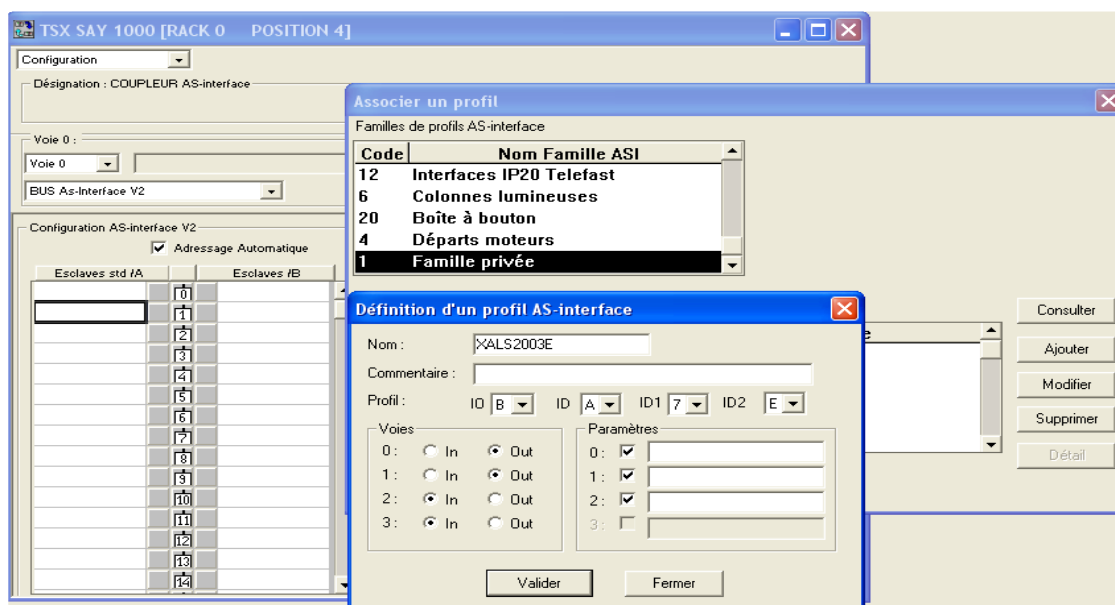 TSX SAY 1000 [RACK 0 POSITION 4]
Configuration
Désignation : COUPLEUR AS-interface
Voie 0 :
Voie 0
BUS As-Interface V2
Configuration AS-interface V2
Adressage Automatique
Esclaves std /A Esclaves /B
0
1
2
3
4
5
6
7
8
9
10
11
12
13
14
Associer un profil
Familles de profils AS-interface
Code Nom Famille ASI
12 Interfaces IP20 Telefast
6 Colonnes lumineuses
20 Boîte à bouton
4 Départs moteurs
1 Famille privée
Consulter
Ajouter
Modifier
Supprimer
Détail
Définition d'un profil AS-interface
Nom : XALS2003E
Commentaire :
Profil : IO B ID A ID1 7 ID2 E
Voies
0 : In Out
1 : In Out
2 : In Out
3 : In Out
Paramètres
0 :
1 :
2 :
3 :
Valider Fermer